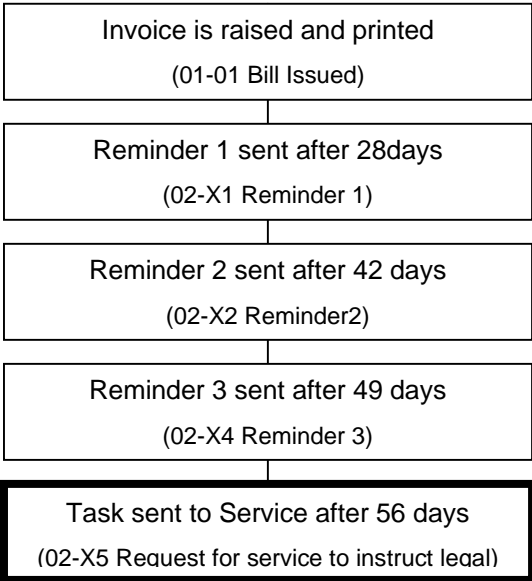 Invoice is raised and printed
(01-01 Bill Issued)
Reminder 1 sent after 28days
(02-X1 Reminder 1)
Reminder 2 sent after 42 days
(02-X2 Reminder2)
Reminder 3 sent after 49 days
(02-X4 Reminder 3)
Task sent to Service after 56 days
(02-X5 Request for service to instruct legal)